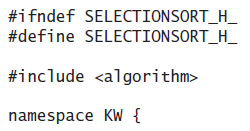 #ifndef SELECTIONSORT_H_
#define SELECTIONSORT_H_
#include <algorithm>
namespace KW {